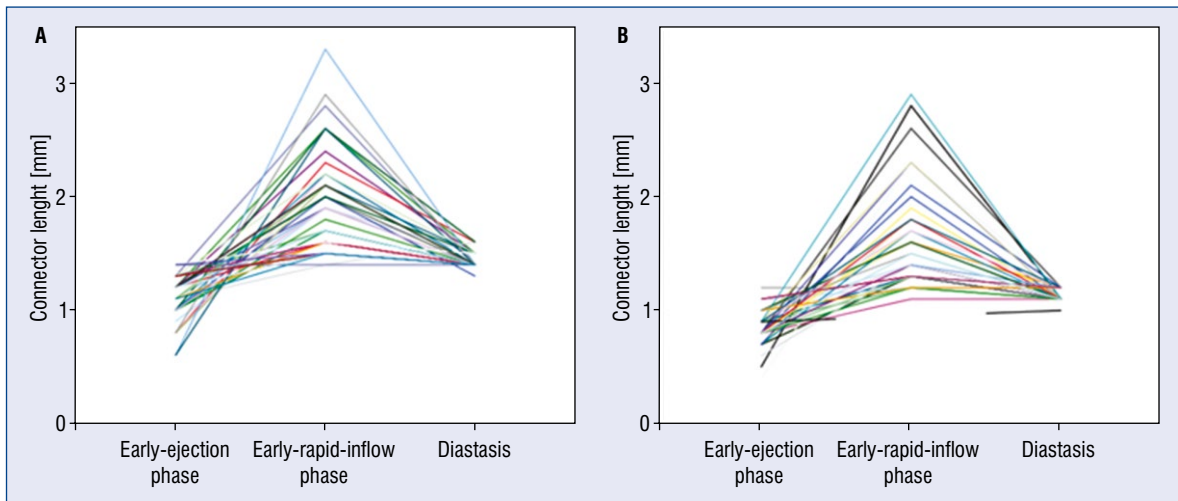 A
Connector lenght [mm]
3
2
1
0
Early-ejection
phase
Early-rapid-inflow
phase
Diastasis
B
Connector lenght [mm]
3
2
1
0
Early-ejection
phase
Early-rapid-inflow
phase
Diastasis